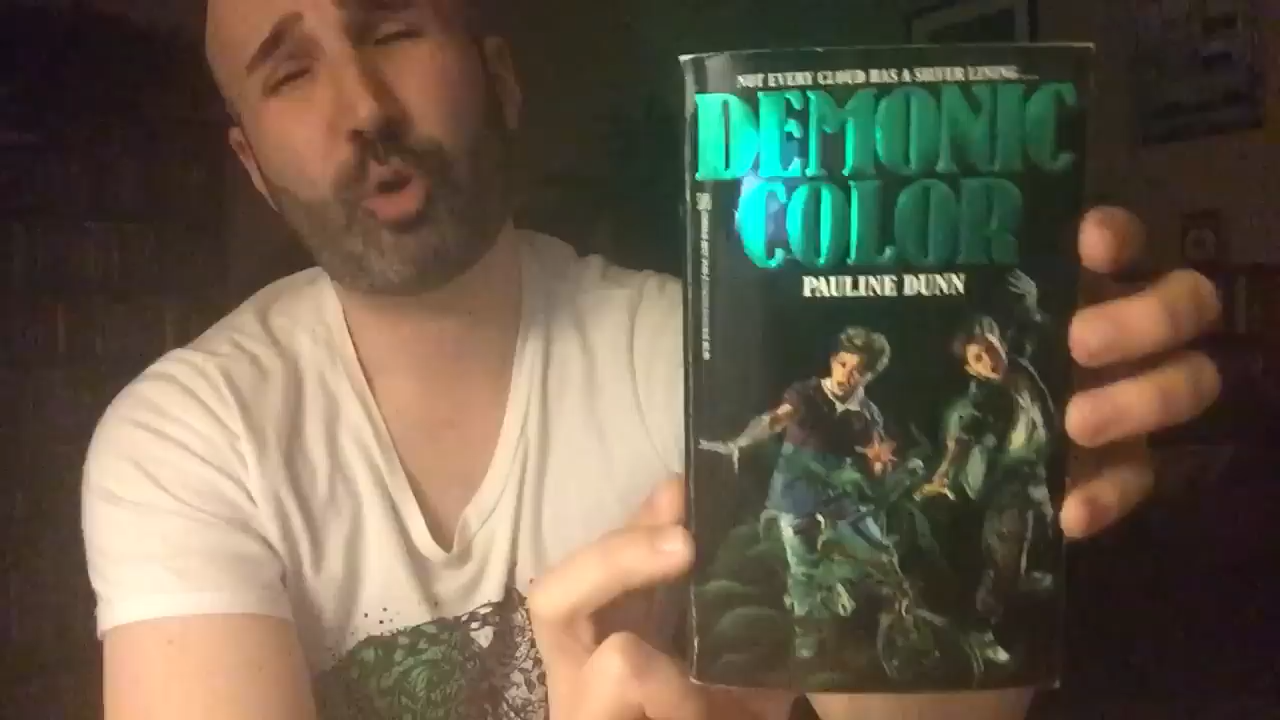 NOT EVERY CLOUD HAS A SILVER LINING....
DEMONIC
COLOR
PAULINE DUNN